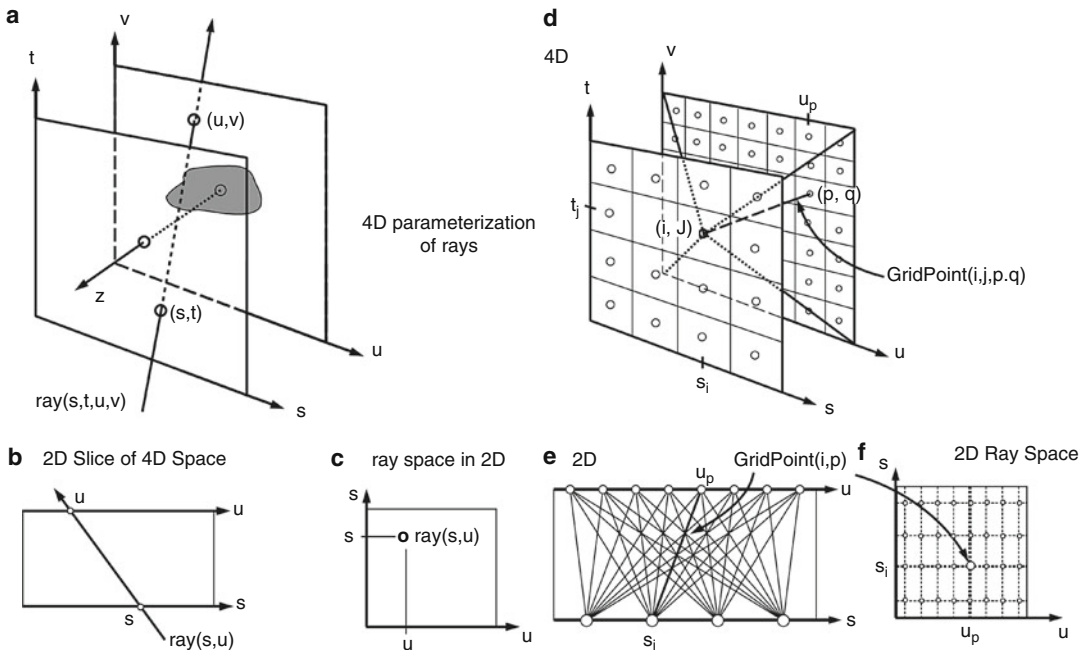 a
v
t
(u,v)
z
(s,t)
u
s
ray(s,t,u,v)
4D parameterization
of rays
d
4D
v
t
u_p
t_j
(i, J)
(p, q)
GridPoint(i,j,p.q)
u
s_i
s
b 2D Slice of 4D Space
u
u
s
s
ray(s,u)
c ray space in 2D
s
s
ray(s,u)
u
u
e 2D
GridPoint(i,p)
u_p
u
s_i
s
f
2D Ray Space
s
s_i
u_p
u